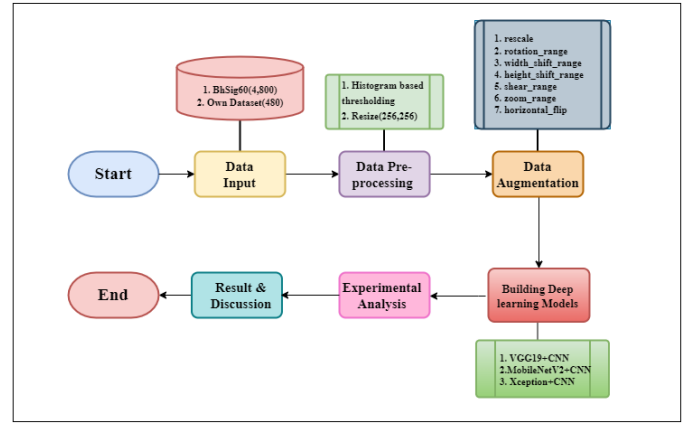 1. BhSig60(4,800)
2. Own Dataset(480)
1. Histogram based
thresholding
2. Resize(256,256)
1. rescale
2. rotation_range
3. width_shift_range
4. height_shift_range
5. shear_range
6. zoom_range
7. horizontal_flip
Start
Data
Input
Data Pre-
processing
Data
Augmentation
End
Result &
Discussion
Experimental
Analysis
Building Deep
learning Models
1. VGG19+CNN
2.MobileNetV2+CNN
3. Xception+CNN